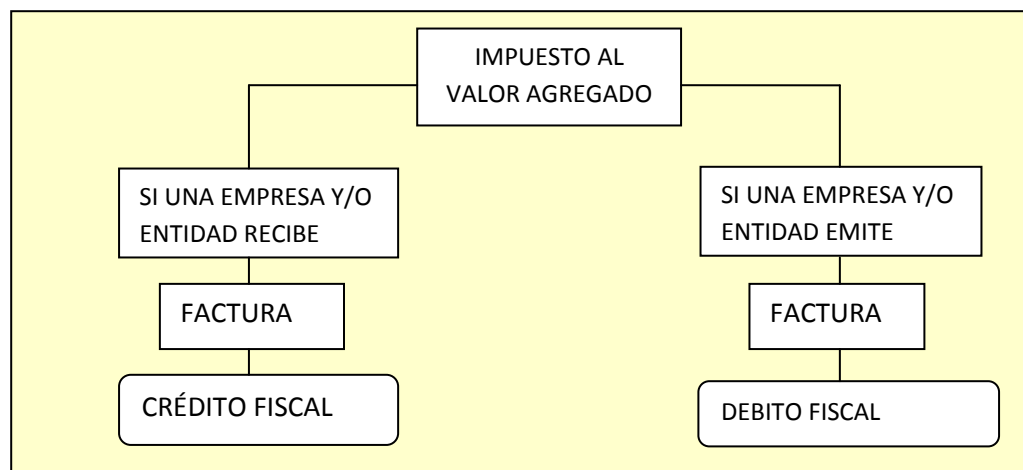 IMPUESTO AL
VALOR AGREGADO
SI UNA EMPRESA Y/O
ENTIDAD RECIBE
FACTURA
CRÉDITO FISCAL
SI UNA EMPRESA Y/O
ENTIDAD EMITE
FACTURA
DEBITO FISCAL